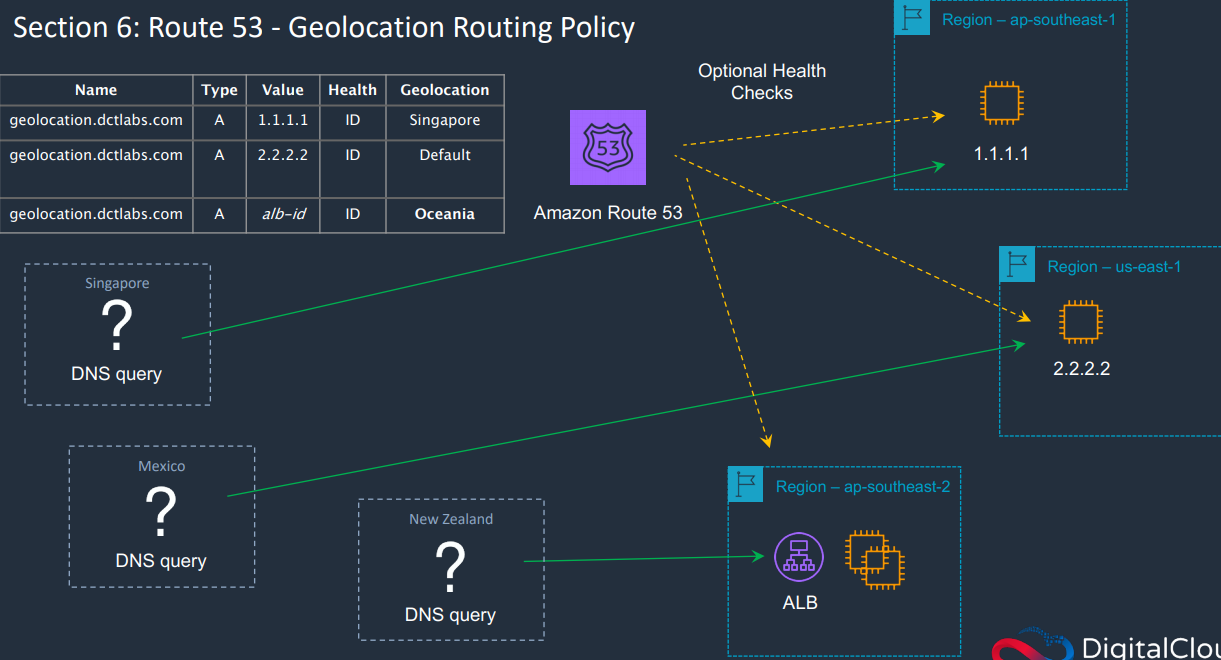 Section 6: Route 53 - Geolocation Routing Policy
Name Type Value Health Geolocation
geolocation.dctlabs.com A 1.1.1.1 ID Singapore
geolocation.dctlabs.com A 2.2.2.2 ID Default
geolocation.dctlabs.com A alb-id ID Oceania
Optional Health
Checks
53
Amazon Route 53
Region – ap-southeast-1
1.1.1.1
Region – us-east-1
2.2.2.2
Singapore
?
DNS query
Mexico
?
DNS query
New Zealand
?
DNS query
Region – ap-southeast-2
ALB